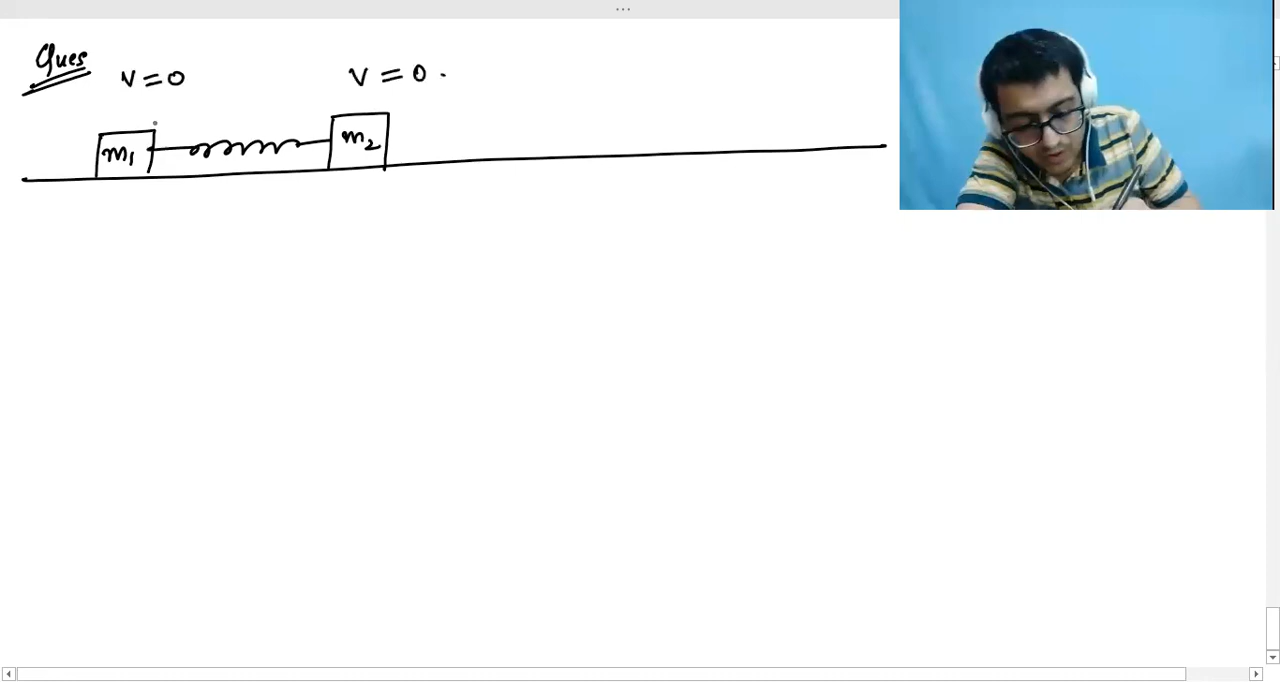 Ques
v = 0 v = 0 .
m1 m2